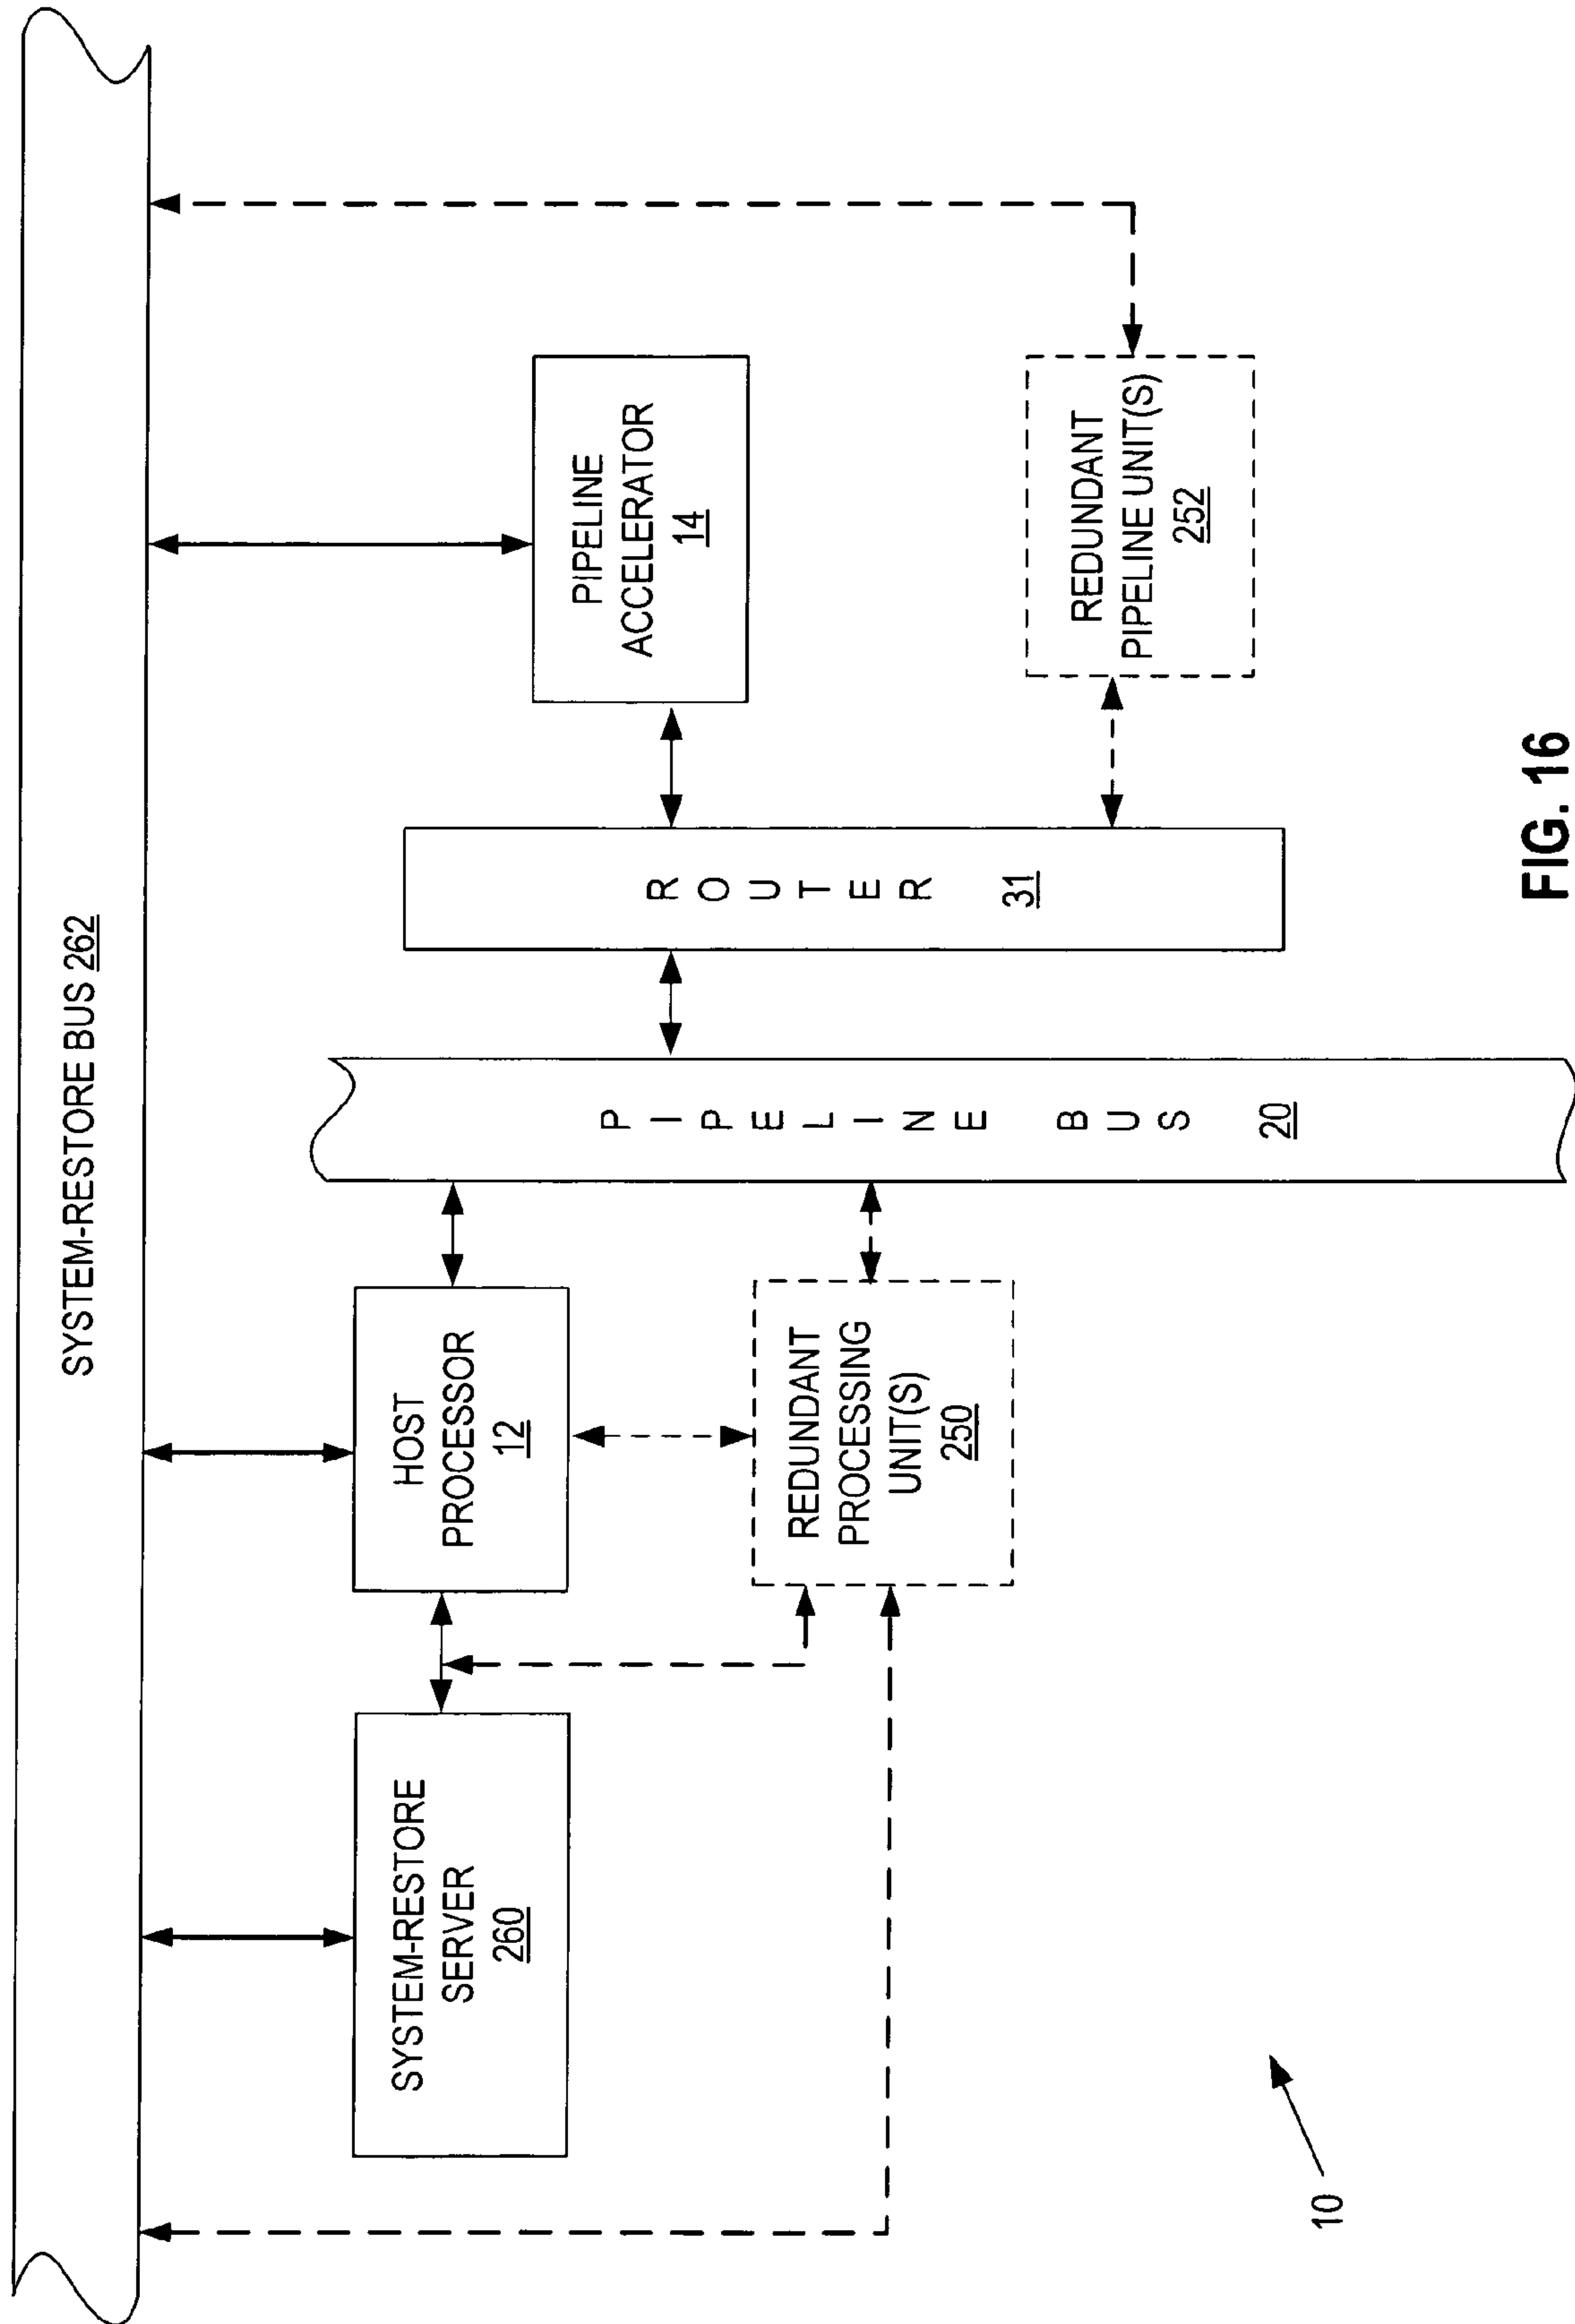 SYSTEM-RESTORE BUS 262
SYSTEM-RESTORE
SERVER
260
HOST
PROCESSOR
12
PIPELINE
ACCELERATOR
14
REDUNDANT
PROCESSING
UNIT(S)
250
PIPELINE BUS 20
ROUTER 31
REDUNDANT
PIPELINE UNIT(S)
252
10
FIG. 16